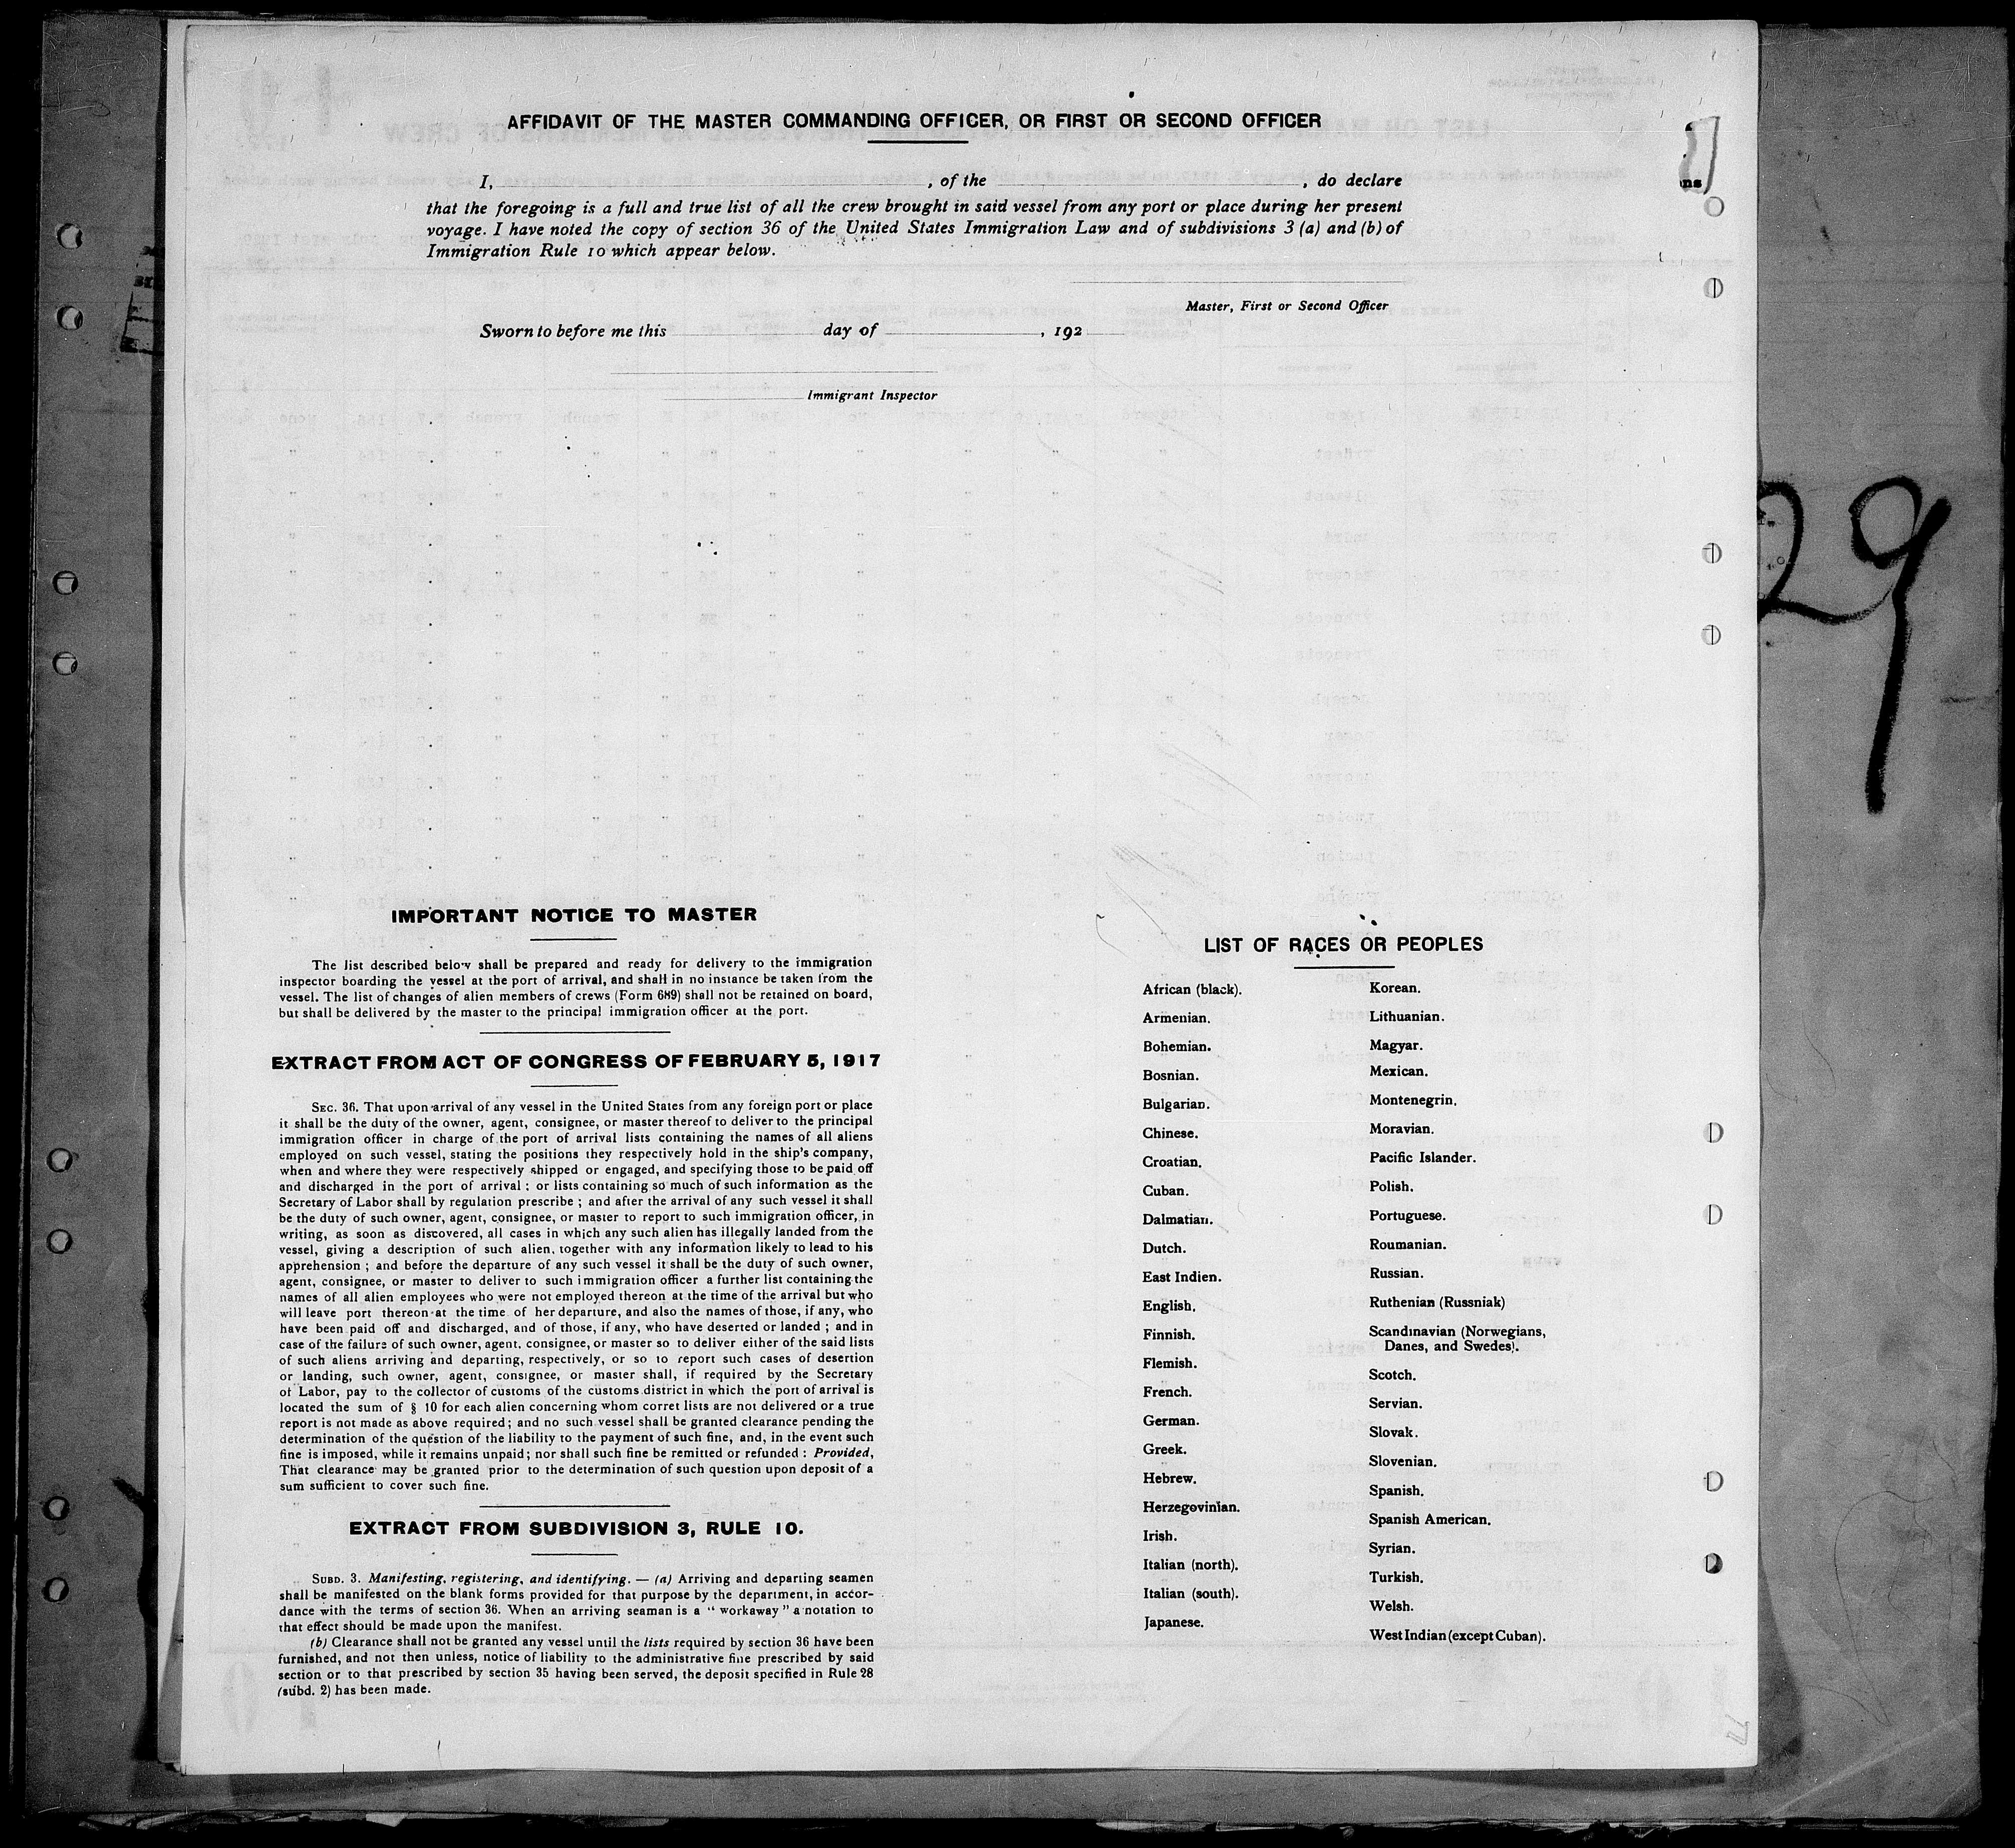 AFFIDAVIT OF THE MASTER COMMANDING OFFICER, OR FIRST OR SECOND OFFICER
I, , of the , do declare
that the foregoing is a full and true list of all the crew brought in said vessel from any port or place during her present
voyage. I have noted the copy of section 36 of the United States Immigration Law and of subdivisions 3 (a) and (b) of
Immigration Rule 10 which appear below.
Master, First or Second Officer
Sworn to before me this day of , 192
Immigrant Inspector
29
IMPORTANT NOTICE TO MASTER
The list described below shall be prepared and ready for delivery to the immigration
inspector boarding the vessel at the port of arrival, and shall in no instance be taken from the
vessel. The list of changes of alien members of crews (Form 689) shall not be retained on board,
but shall be delivered by the master to the principal immigration officer at the port.
EXTRACT FROM ACT OF CONGRESS OF FEBRUARY 5, 1917
SEC. 36. That upon arrival of any vessel in the United States from any foreign port or place
it shall be the duty of the owner, agent, consignee, or master thereof to deliver to the principal
immigration officer in charge of the port of arrival lists containing the names of all aliens
employed on such vessel, stating the positions they respectively hold in the ship's company,
when and where they were respectively shipped or engaged, and specifying those to be paid off
and discharged in the port of arrival : or lists containing so much of such information as the
Secretary of Labor shall by regulation prescribe ; and after the arrival of any such vessel it shall
be the duty of such owner, agent, consignee, or master to report to such immigration officer, in
writing, as soon as discovered, all cases in which any such alien has illegally landed from the
vessel, giving a description of such alien, together with any information likely to lead to his
apprehension ; and before the departure of any such vessel it shall be the duty of such owner,
agent, consignee, or master to deliver to such immigration officer a further list containing the
names of all alien employees who were not employed thereon at the time of the arrival but who
will leave port thereon at the time of her departure, and also the names of those, if any, who
have been paid off and discharged, and of those, if any, who have deserted or landed ; and in
case of the failure of such owner, agent, consignee, or master so to deliver either of the said lists
of such aliens arriving and departing, respectively, or so to report such cases of desertion
or landing, such owner, agent, consignee, or master shall, if required by the Secretary
of Labor, pay to the collector of customs of the customs district in which the port of arrival is
located the sum of § 10 for each alien concerning whom corret lists are not delivered or a true
report is not made as above required ; and no such vessel shall be granted clearance pending the
determination of the question of the liability to the payment of such fine, and, in the event such
fine is imposed, while it remains unpaid ; nor shall such fine be remitted or refunded : Provided,
That clearance may be granted prior to the determination of such question upon deposit of a
sum sufficient to cover such fine.
EXTRACT FROM SUBDIVISION 3, RULE 10.
SUBD. 3. Manifesting, registering, and identifying. — (a) Arriving and departing seamen
shall be manifested on the blank forms provided for that purpose by the department, in accor-
dance with the terms of section 36. When an arriving seaman is a “ workaway ” a notation to
that effect should be made upon the manifest.
(b) Clearance shall not be granted any vessel until the lists required by section 36 have been
furnished, and not then unless, notice of liability to the administrative fine prescribed by said
section or to that prescribed by section 35 having been served, the deposit specified in Rule 28
(subd. 2) has been made.
LIST OF RACES OR PEOPLES
African (black).
Armenian.
Bohemian.
Bosnian.
Bulgarian.
Chinese.
Croatian.
Cuban.
Dalmatian.
Dutch.
East Indien.
English.
Finnish.
Flemish.
French.
German.
Greek.
Hebrew.
Herzegovinian.
Irish.
Italian (north).
Italian (south).
Japanese.
Korean.
Lithuanian.
Magyar.
Mexican.
Montenegrin.
Moravian.
Pacific Islander.
Polish.
Portuguese.
Roumanian.
Russian.
Ruthenian (Russniak)
Scandinavian (Norwegians,
Danes, and Swedes).
Scotch.
Servian.
Slovak.
Slovenian.
Spanish.
Spanish American.
Syrian.
Turkish.
Welsh.
West Indian (except Cuban).